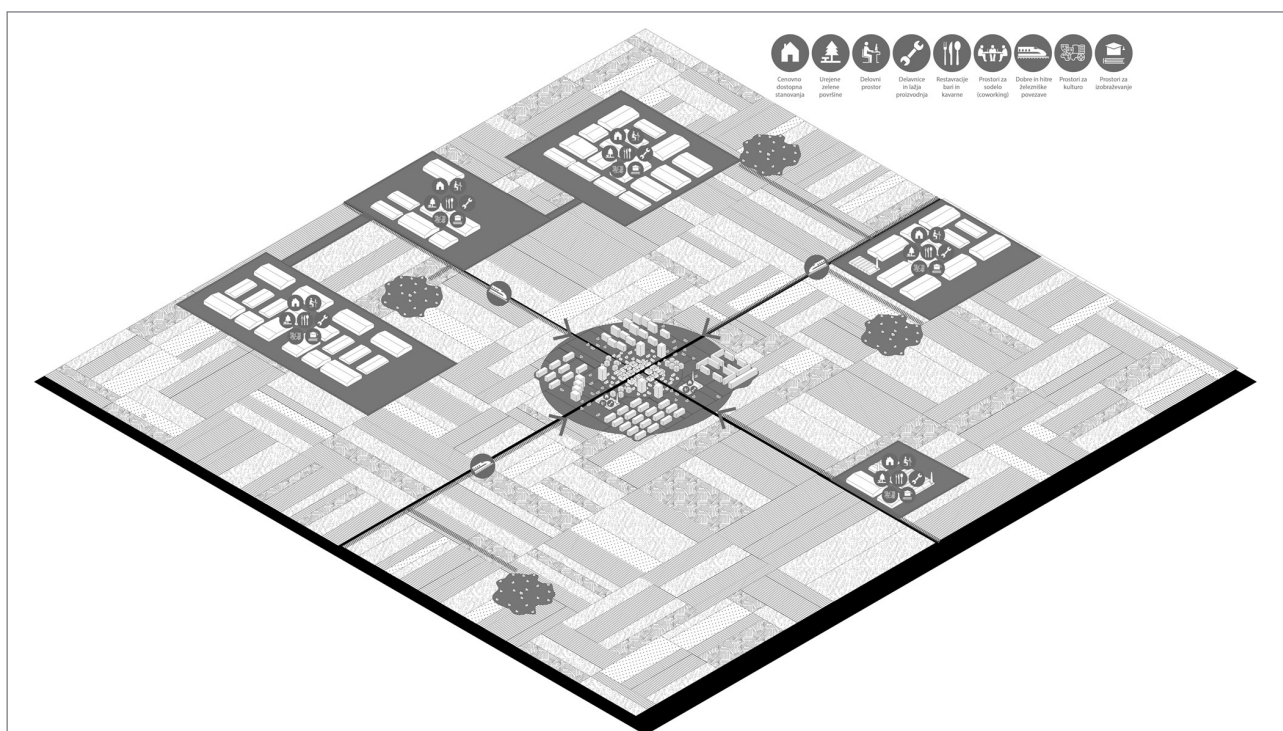 Cenovno
dostopna
stanovanja
Urejene
zelene
površine
Delovni
prostor
Delavnice
in lažja
proizvodnja
Restavracije
bari in
kavarne
Prostori za
sodelo
(coworking)
Dobre in hitre
železniške
povezave
Prostori za
kulturo
Prostori za
izobraževanje